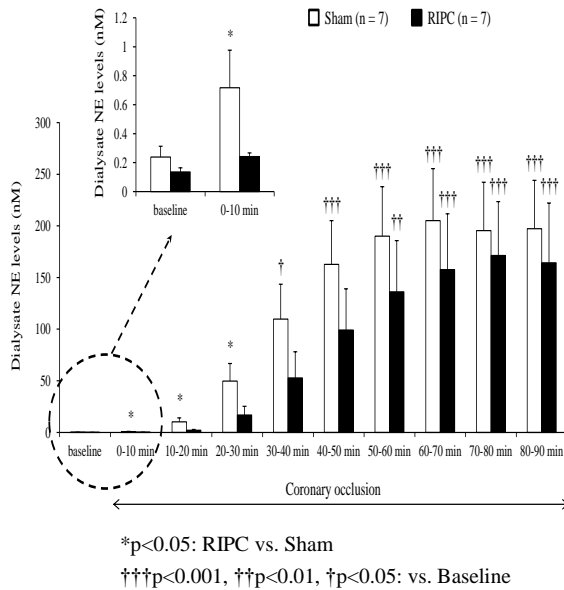 Sham (n = 7) RIPC (n = 7)
Dialysate NE levels (nM)
1.2
1
0.8
0.6
0.4
0.2
0
*
baseline 0-10 min
Dialysate NE levels (nM)
300
250
200
150
100
50
0
* * * † ††† ††† †† ††† ††† ††† ††† ††† †††
baseline 0-10 min 10-20 min 20-30 min 30-40 min 40-50 min 50-60 min 60-70 min 70-80 min 80-90 min
Coronary occlusion
*p<0.05: RIPC vs. Sham
†††p<0.001, ††p<0.01, †p<0.05: vs. Baseline